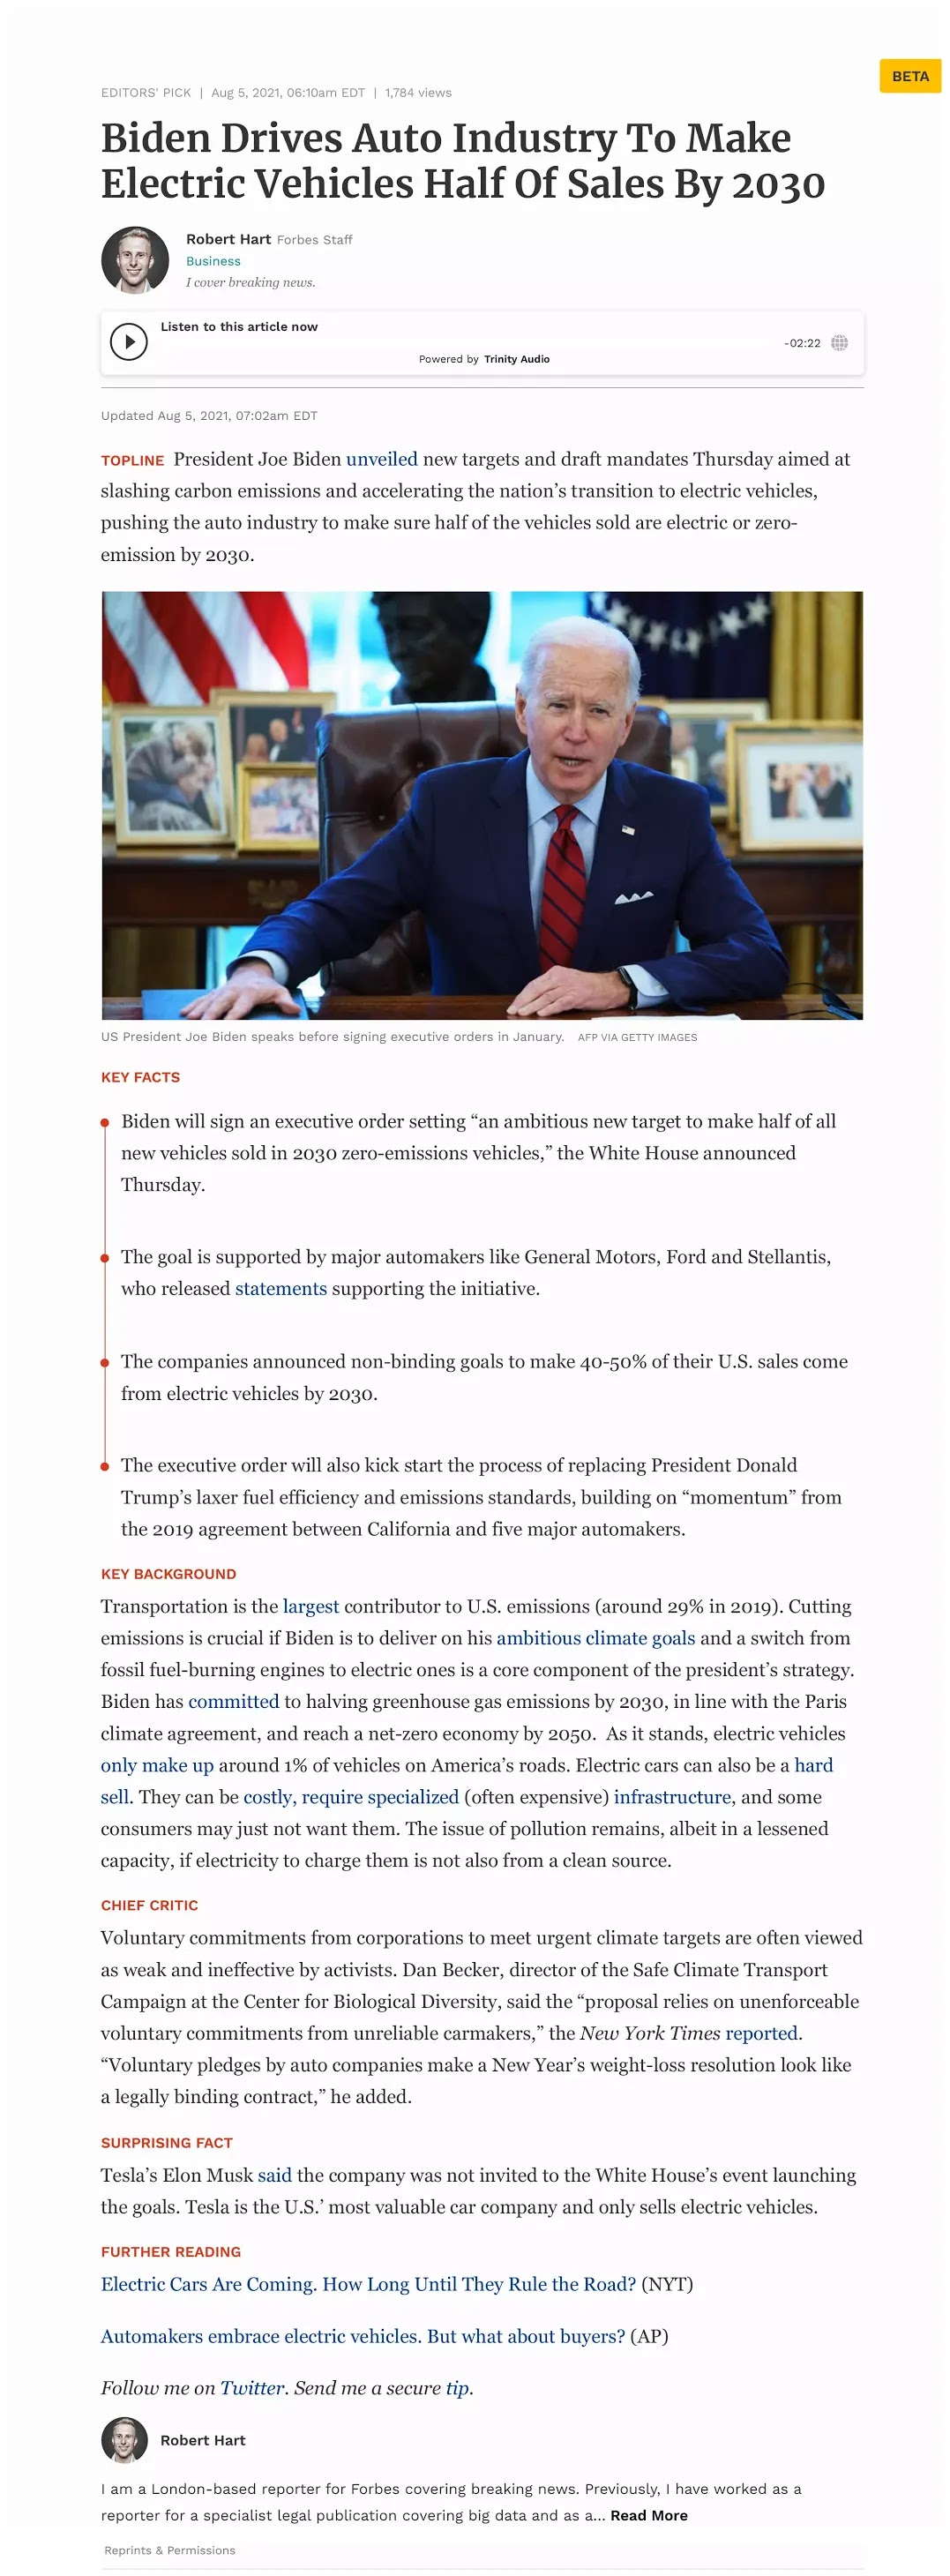 BETA
EDITORS' PICK | Aug 5, 2021, 06:10am EDT | 1,784 views
Biden Drives Auto Industry To Make
Electric Vehicles Half Of Sales By 2030
Robert Hart Forbes Staff
Business
I cover breaking news.
Listen to this article now
-02:22
Powered by Trinity Audio
Updated Aug 5, 2021, 07:02am EDT
TOPLINE President Joe Biden unveiled new targets and draft mandates Thursday aimed at
slashing carbon emissions and accelerating the nation’s transition to electric vehicles,
pushing the auto industry to make sure half of the vehicles sold are electric or zero-
emission by 2030.
US President Joe Biden speaks before signing executive orders in January. AFP VIA GETTY IMAGES
KEY FACTS
Biden will sign an executive order setting “an ambitious new target to make half of all
new vehicles sold in 2030 zero-emissions vehicles,” the White House announced
Thursday.
The goal is supported by major automakers like General Motors, Ford and Stellantis,
who released statements supporting the initiative.
The companies announced non-binding goals to make 40-50% of their U.S. sales come
from electric vehicles by 2030.
The executive order will also kick start the process of replacing President Donald
Trump’s laxer fuel efficiency and emissions standards, building on “momentum” from
the 2019 agreement between California and five major automakers.
KEY BACKGROUND
Transportation is the largest contributor to U.S. emissions (around 29% in 2019). Cutting
emissions is crucial if Biden is to deliver on his ambitious climate goals and a switch from
fossil fuel-burning engines to electric ones is a core component of the president’s strategy.
Biden has committed to halving greenhouse gas emissions by 2030, in line with the Paris
climate agreement, and reach a net-zero economy by 2050. As it stands, electric vehicles
only make up around 1% of vehicles on America’s roads. Electric cars can also be a hard
sell. They can be costly, require specialized (often expensive) infrastructure, and some
consumers may just not want them. The issue of pollution remains, albeit in a lessened
capacity, if electricity to charge them is not also from a clean source.
CHIEF CRITIC
Voluntary commitments from corporations to meet urgent climate targets are often viewed
as weak and ineffective by activists. Dan Becker, director of the Safe Climate Transport
Campaign at the Center for Biological Diversity, said the “proposal relies on unenforceable
voluntary commitments from unreliable carmakers,” the New York Times reported.
“Voluntary pledges by auto companies make a New Year’s weight-loss resolution look like
a legally binding contract,” he added.
SURPRISING FACT
Tesla’s Elon Musk said the company was not invited to the White House’s event launching
the goals. Tesla is the U.S.’ most valuable car company and only sells electric vehicles.
FURTHER READING
Electric Cars Are Coming. How Long Until They Rule the Road? (NYT)
Automakers embrace electric vehicles. But what about buyers? (AP)
Follow me on Twitter. Send me a secure tip.
Robert Hart
I am a London-based reporter for Forbes covering breaking news. Previously, I have worked as a
reporter for a specialist legal publication covering big data and as a... Read More
Reprints & Permissions